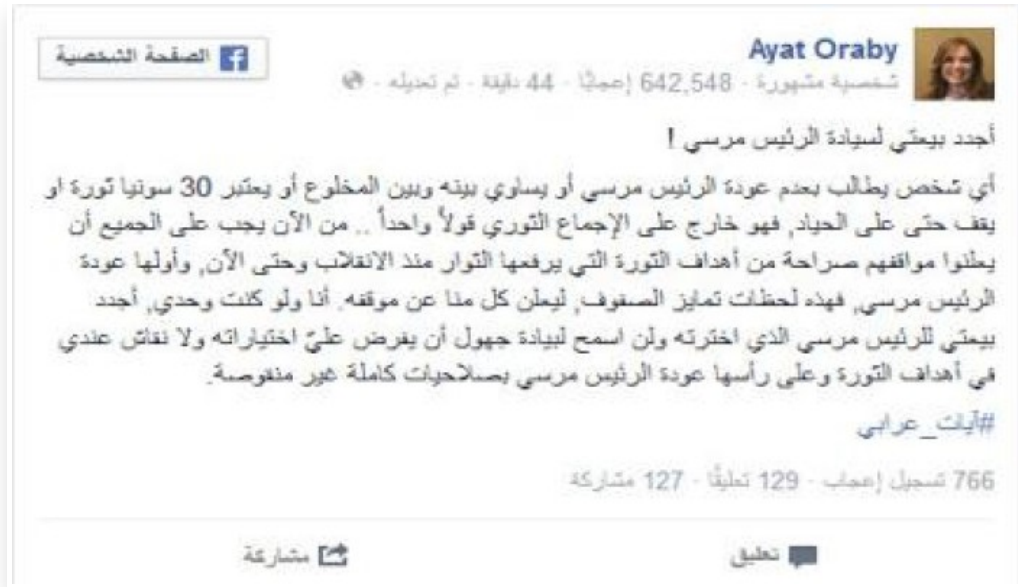 Ayat Oraby
الصفحة الشخصية
شخصية مشهورة · 642,548 إعجابًا · 44 دقيقة · تم تعديله ·
أجدد بيعتي لسيادة الرئيس مرسي !
أي شخص يطالب بعدم عودة الرئيس مرسي أو يساوي بينه وبين المخلوع أو يعتبر 30 سونيا ثورة او
يقف حتى على الحياد, فهو خارج على الإجماع الثوري قولاً واحداً .. من الآن يجب على الجميع أن
يعلنوا مواقفهم صراحة من أهداف الثورة التي يرفعها الثوار منذ الانقلاب وحتى الآن, وأولها عودة
الرئيس مرسي, فهذه لحظات تمايز الصفوف, ليعلن كل منا عن موقفه. أنا ولو كنت وحدي, أجدد
بيعتي للرئيس مرسي الذي اخترته ولن اسمح لبيادة جهول أن يفرض عليّ اختياراته ولا نقاش عندي
في أهداف الثورة وعلى رأسها عودة الرئيس مرسي بصلاحيات كاملة غير منقوصة.
#آيات_عرابي
766 تسجيل إعجاب · 129 تعليقًا · 127 مشاركة
تعليق
مشاركة